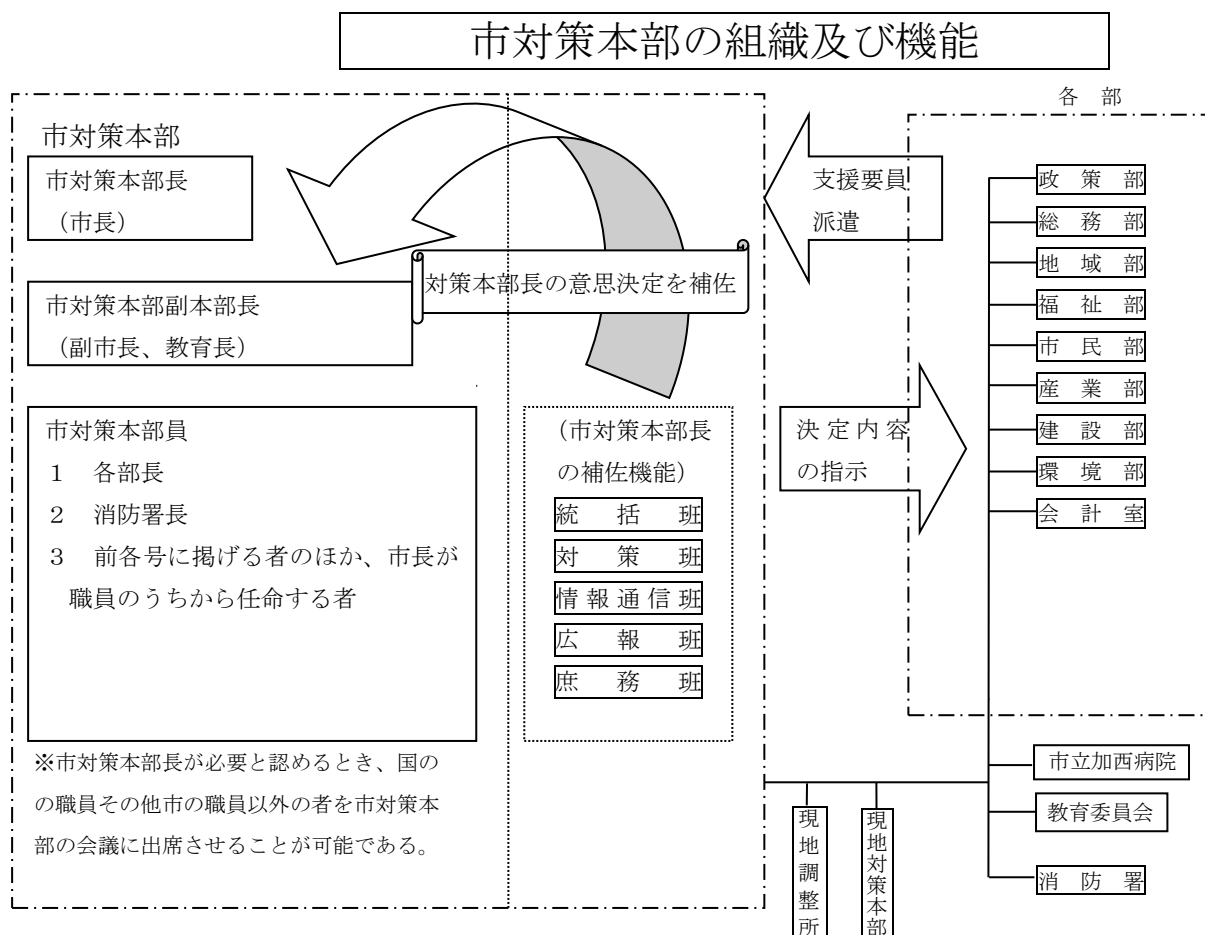 市対策本部の組織及び機能
各　部
市対策本部
市対策本部長
（市長）
市対策本部副本部長
（副市長、教育長）
対策本部長の意思決定を補佐
市対策本部員
1　各部長
2　消防署長
3　前各号に掲げる者のほか、市長が
職員のうちから任命する者
※市対策本部長が必要と認めるとき、国の
の職員その他市の職員以外の者を市対策本
部の会議に出席させることが可能である。
（市対策本部長
の補佐機能）
統　括　班
対　策　班
情報通信班
広　報　班
庶　務　班
支援要員
派遣
決定内容
の指示
政　策　部
総　務　部
地　域　部
福　祉　部
市　民　部
産　業　部
建　設　部
環　境　部
会　計　室
市立加西病院
教育委員会
消　防　署
現地調整所
現地対策本部